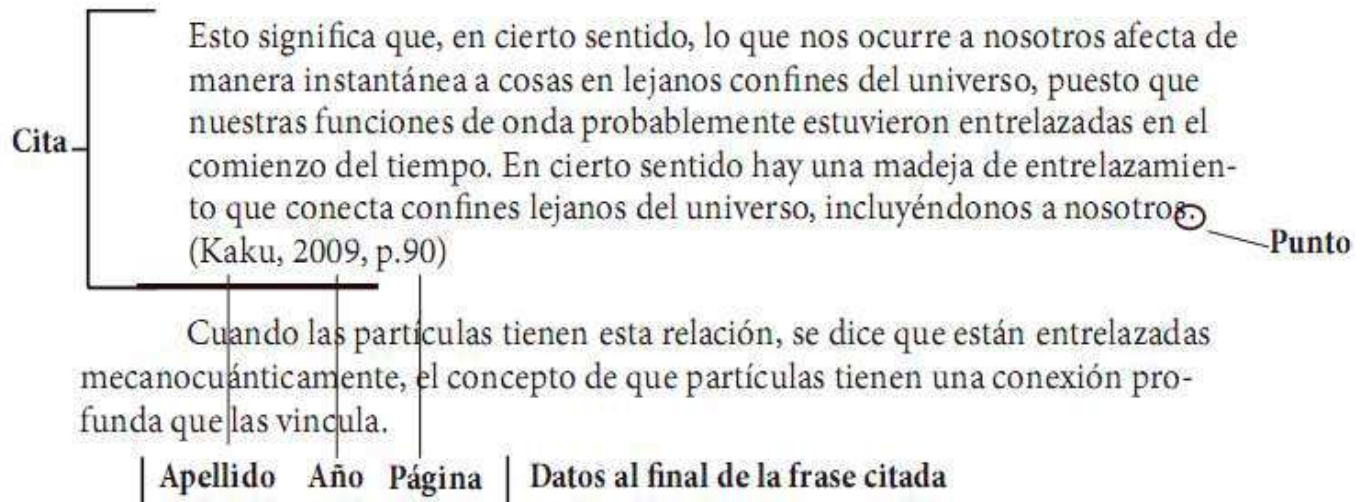 Esto significa que, en cierto sentido, lo que nos ocurre a nosotros afecta de
manera instantánea a cosas en lejanos confines del universo, puesto que
nuestras funciones de onda probablemente estuvieron entrelazadas en el
Cita
comienzo del tiempo. En cierto sentido hay una madeja de entrelazamien-
to que conecta confines lejanos del universo, incluyéndonos a nosotros.
(Kaku, 2009, p.90)
Punto
Cuando las partículas tienen esta relación, se dice que están entrelazadas
mecanocuánticamente, el concepto de que partículas tienen una conexión pro-
funda que las vincula.
Apellido Año Página Datos al final de la frase citada